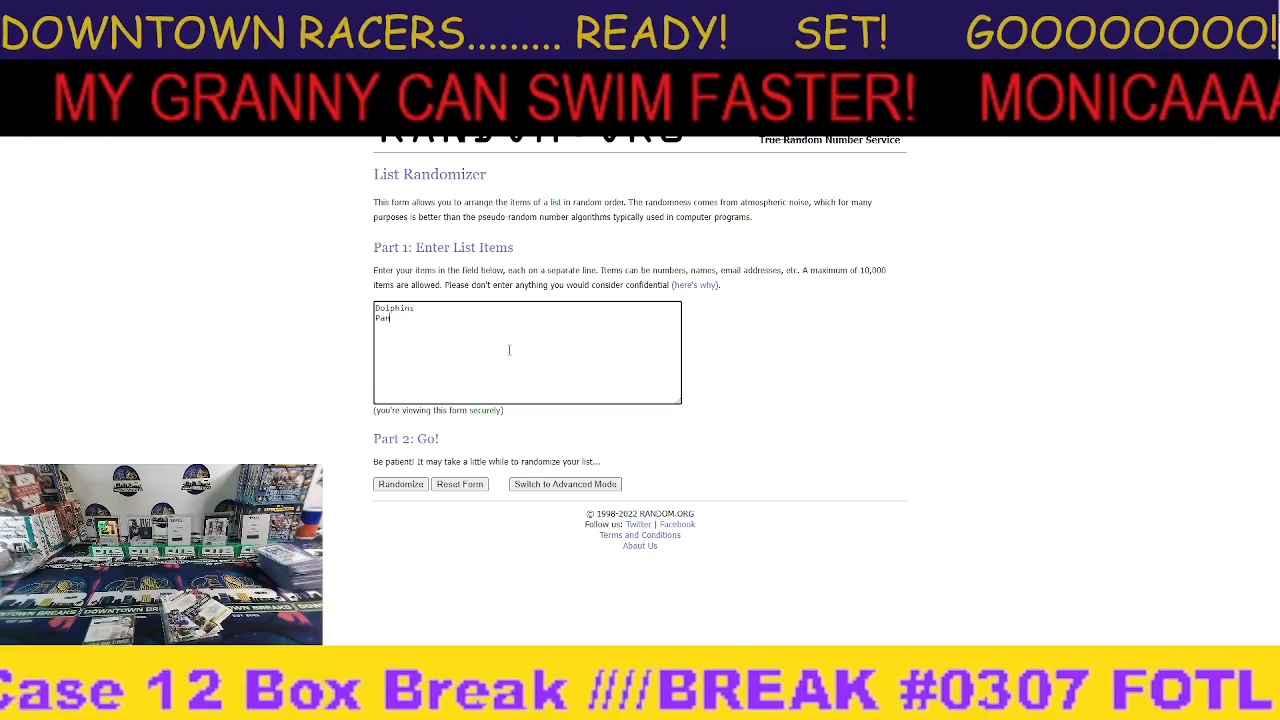 DOWNTOWN RACERS......... READY! SET! GOOOOOOOO!
MY GRANNY CAN SWIM FASTER! MONICAAAA
RANDOM.ORG
True Random Number Service
List Randomizer
This form allows you to arrange the items of a list in random order. The randomness comes from atmospheric noise, which for many
purposes is better than the pseudo-random number algorithms typically used in computer programs.
Part 1: Enter List Items
Enter your items in the field below, each on a separate line. Items can be numbers, names, email addresses, etc. A maximum of 10,000
items are allowed. Please don't enter anything you would consider confidential (here's why).
Dolphins
Pan
(you're viewing this form securely)
Part 2: Go!
Be patient! It may take a little while to randomize your list...
Randomize Reset Form Switch to Advanced Mode
© 1998-2022 RANDOM.ORG
Follow us: Twitter | Facebook
Terms and Conditions
About Us
DOWNTOWN
Case 12 Box Break ////BREAK #0307 FOTL